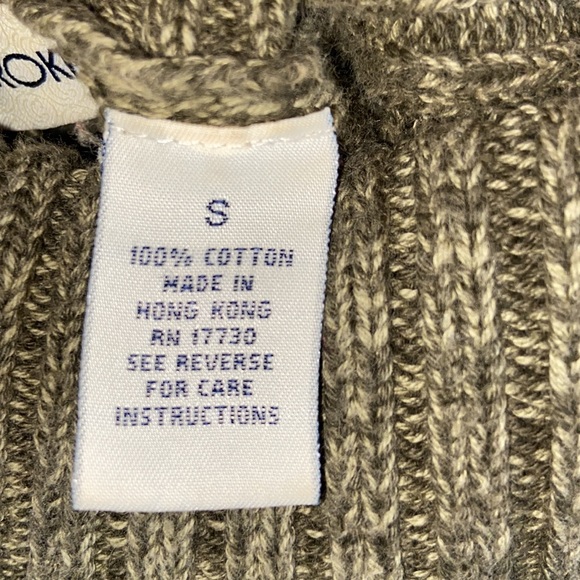 S
100% COTTON
MADE IN
HONG KONG
RN 17730
SEE REVERSE
FOR CARE
INSTRUCTIONS